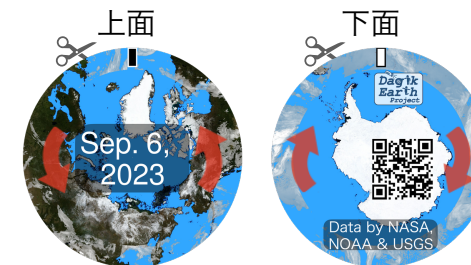 上面
下面
Sep. 6,
2023
Dagik
Earth
Project
Data by NASA,
NOAA & USGS